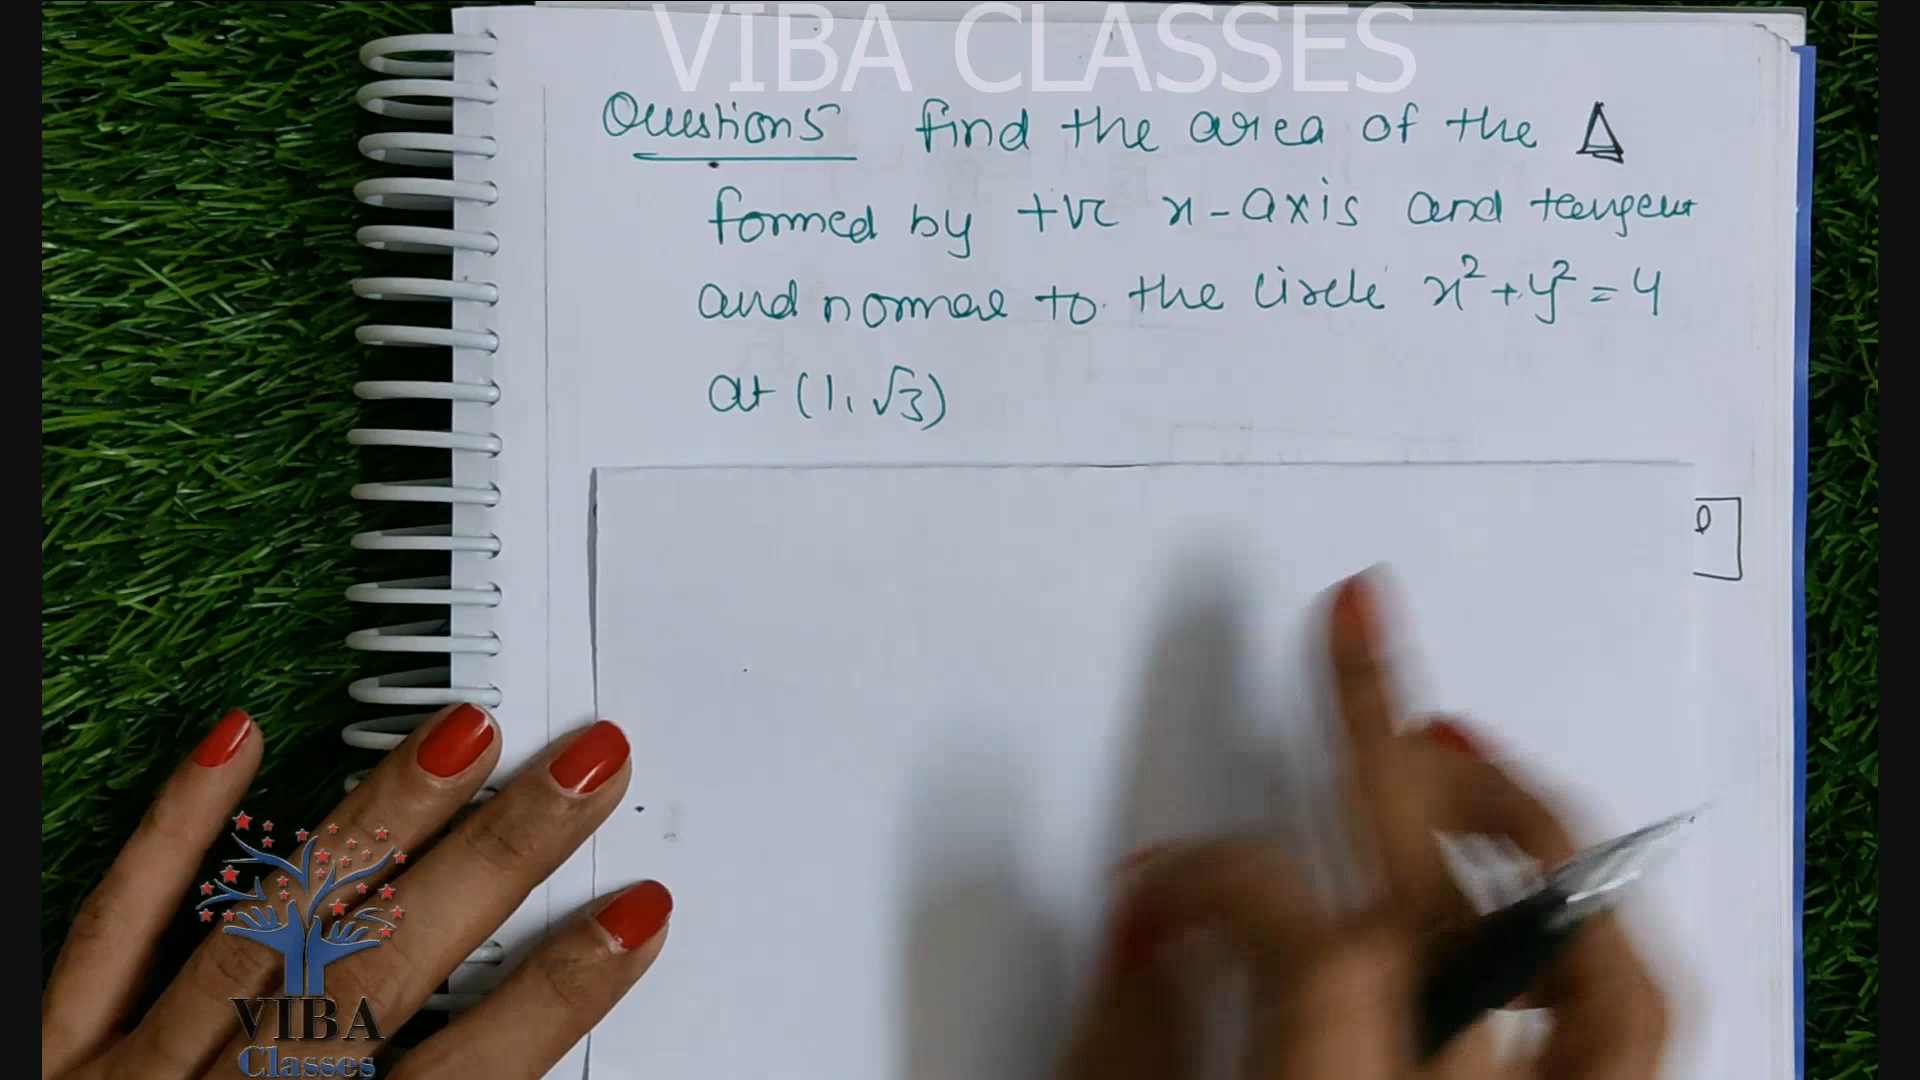 VIBA CLASSES
Questions find the area of the Δ
formed by +ve x-axis and tangent
and normal to the circle x²+y²=4
at (1,√3)
VIBA
Classes